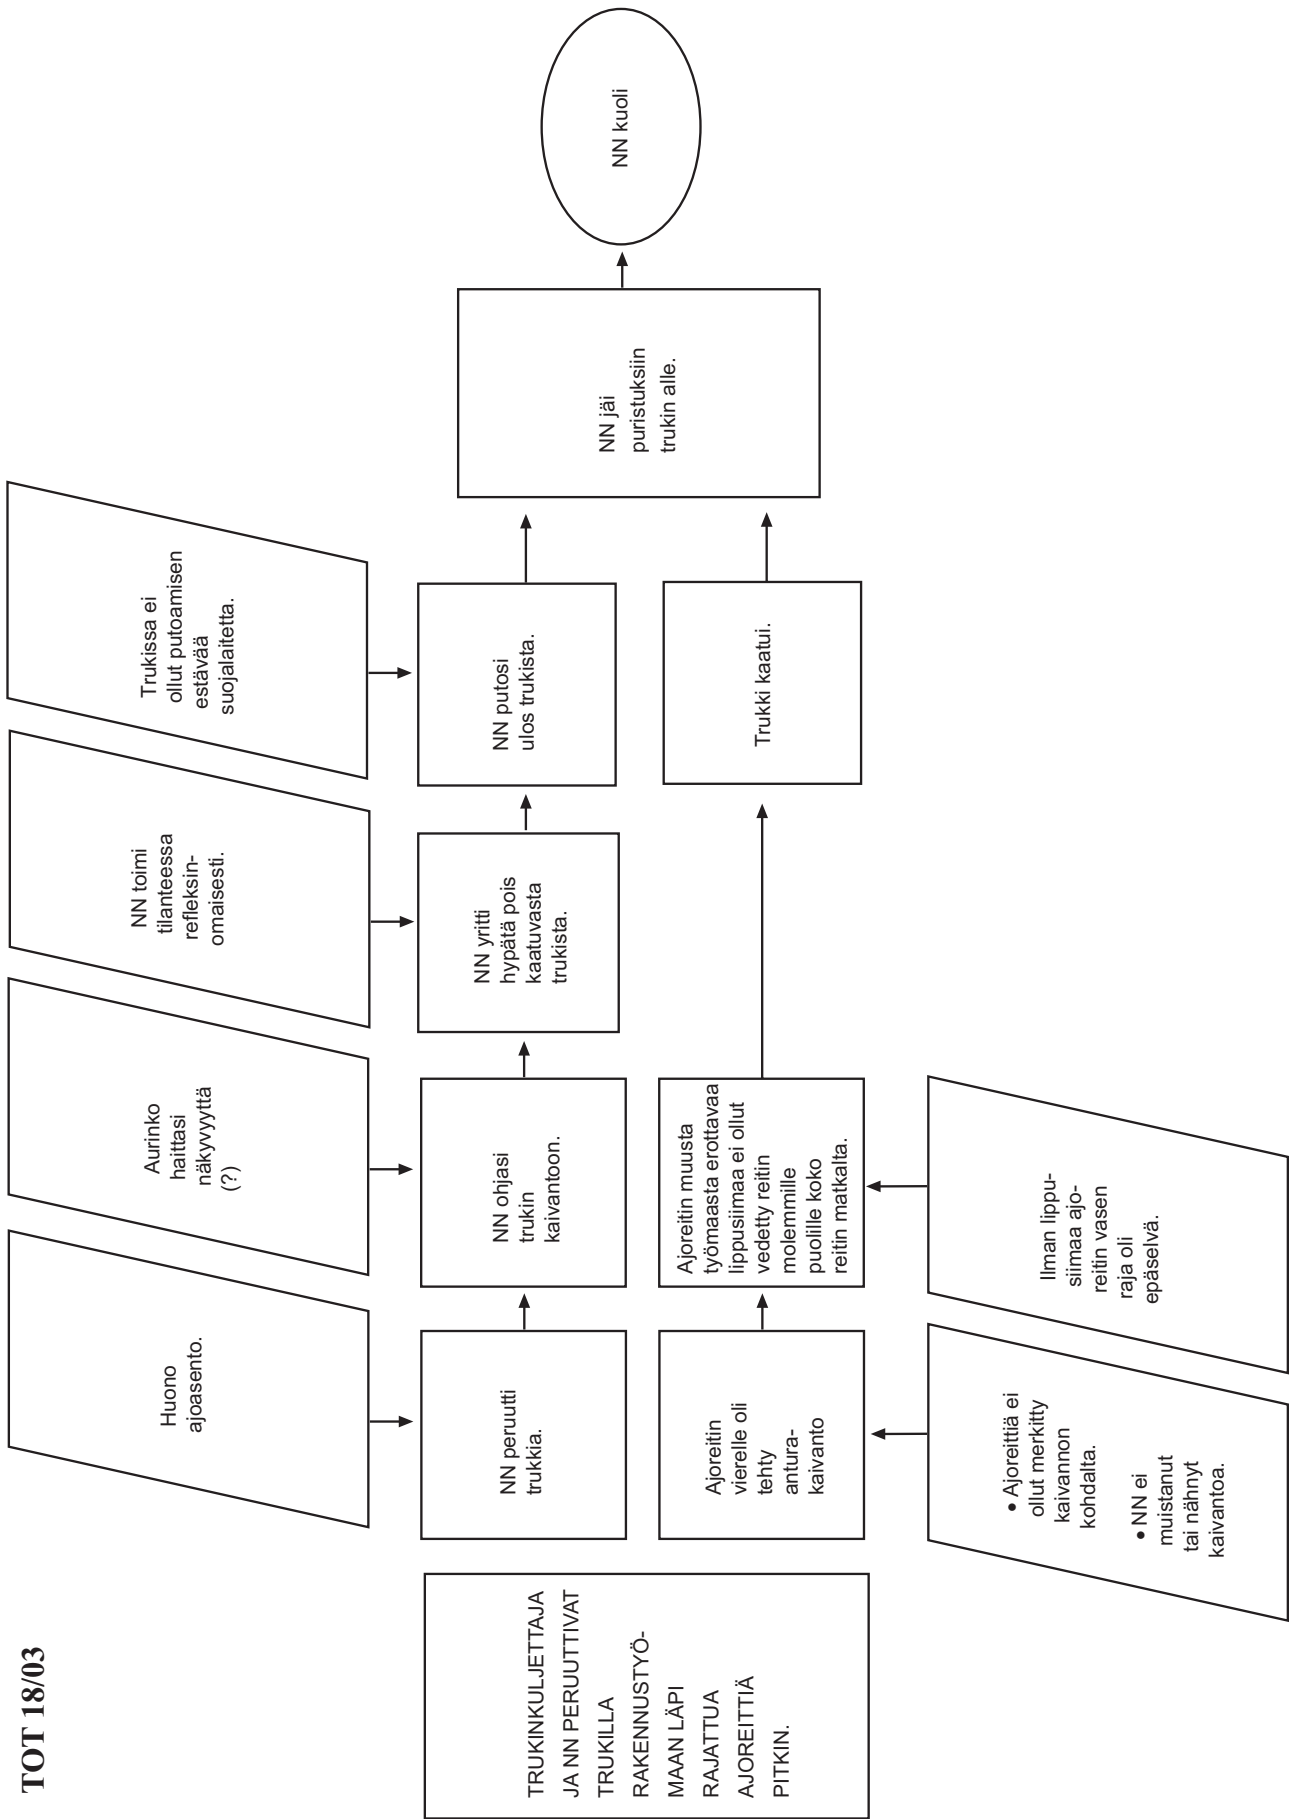 TOT 18/03
Huono
ajoasento.
Aurinko
haittasi
näkyvyyttä
(?)
NN toimi
tilanteessa
refleksin-
omaisesti.
Trukissa ei
ollut putoamisen
estävää
suojalaitetta.
TRUKINKULJETTAJA
JA NN PERUUTTIVAT
TRUKILLA
RAKENNUSTYÖ-
MAAN LÄPI
RAJATTUA
AJOREITTIÄ
PITKIN.
NN peruutti
trukkia.
NN ohjasi
trukin
kaivantoon.
NN yritti
hypätä pois
kaatuvasta
trukista.
NN putosi
ulos trukista.
NN jäi
puristuksiin
trukin alle.
NN kuoli
Ajoreitin
vierelle oli
tehty
antura-
kaivanto
Ajoreitin muusta
työmaasta erottavaa
lippusiimaa ei ollut
vedetty reitin
molemmille
puolille koko
reitin matkalta.
Trukki kaatui.
• Ajoreittiä ei
ollut merkitty
kaivannon
kohdalta.
• NN ei
muistanut
tai nähnyt
kaivantoa.
Ilman lippu-
siimaa ajo-
reitin vasen
raja oli
epäselvä.